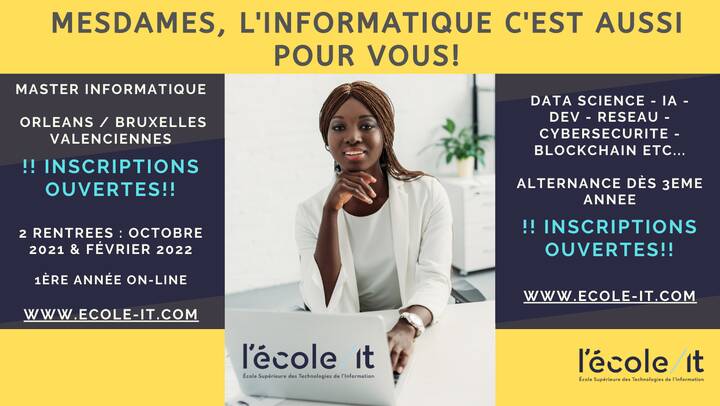 MESDAMES, L'INFORMATIQUE C'EST AUSSI
POUR VOUS!
MASTER INFORMATIQUE
ORLEANS / BRUXELLES
VALENCIENNES
!! INSCRIPTIONS
OUVERTES!!
2 RENTREES : OCTOBRE
2021 & FÉVRIER 2022
1ÈRE ANNÉE ON-LINE
WWW.ECOLE-IT.COM
l'école/it
École Supérieure des Technologies de l'Information
DATA SCIENCE - IA -
DEV - RESEAU -
CYBERSECURITE -
BLOCKCHAIN ETC...
ALTERNANCE DÈS 3EME
ANNEE
!! INSCRIPTIONS
OUVERTES!!
WWW.ECOLE-IT.COM
l'école/it
École Supérieure des Technologies de l'Information